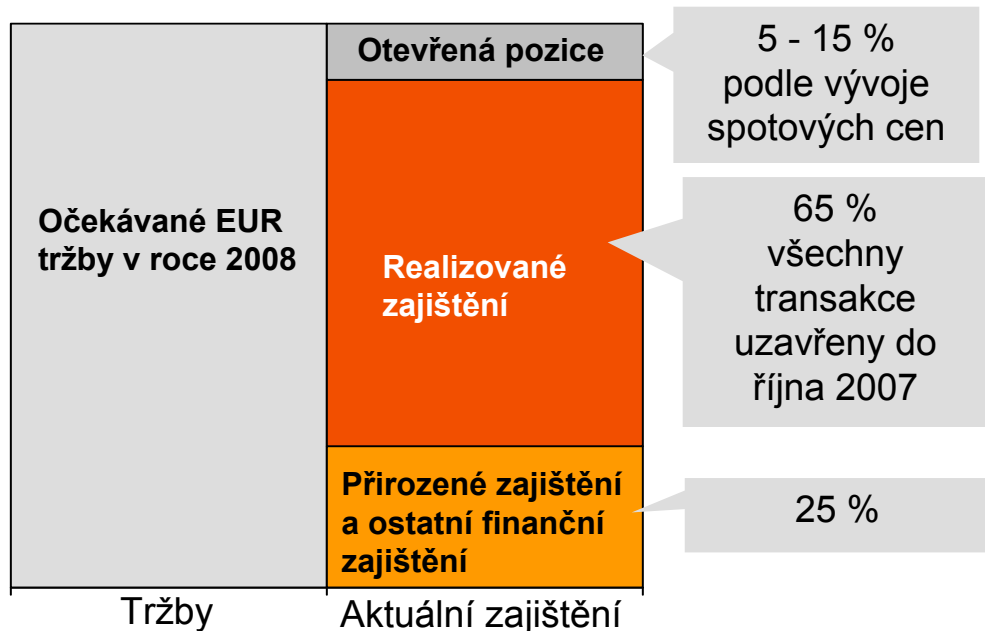 Otevřená pozice
5 - 15 %
podle vývoje
spotových cen
Očekávané EUR
tržby v roce 2008
Realizované
zajištění
65 %
všechny
transakce
uzavřeny do
října 2007
Přirozené zajištění
a ostatní finanční
zajištění
25 %
Tržby
Aktuální zajištění